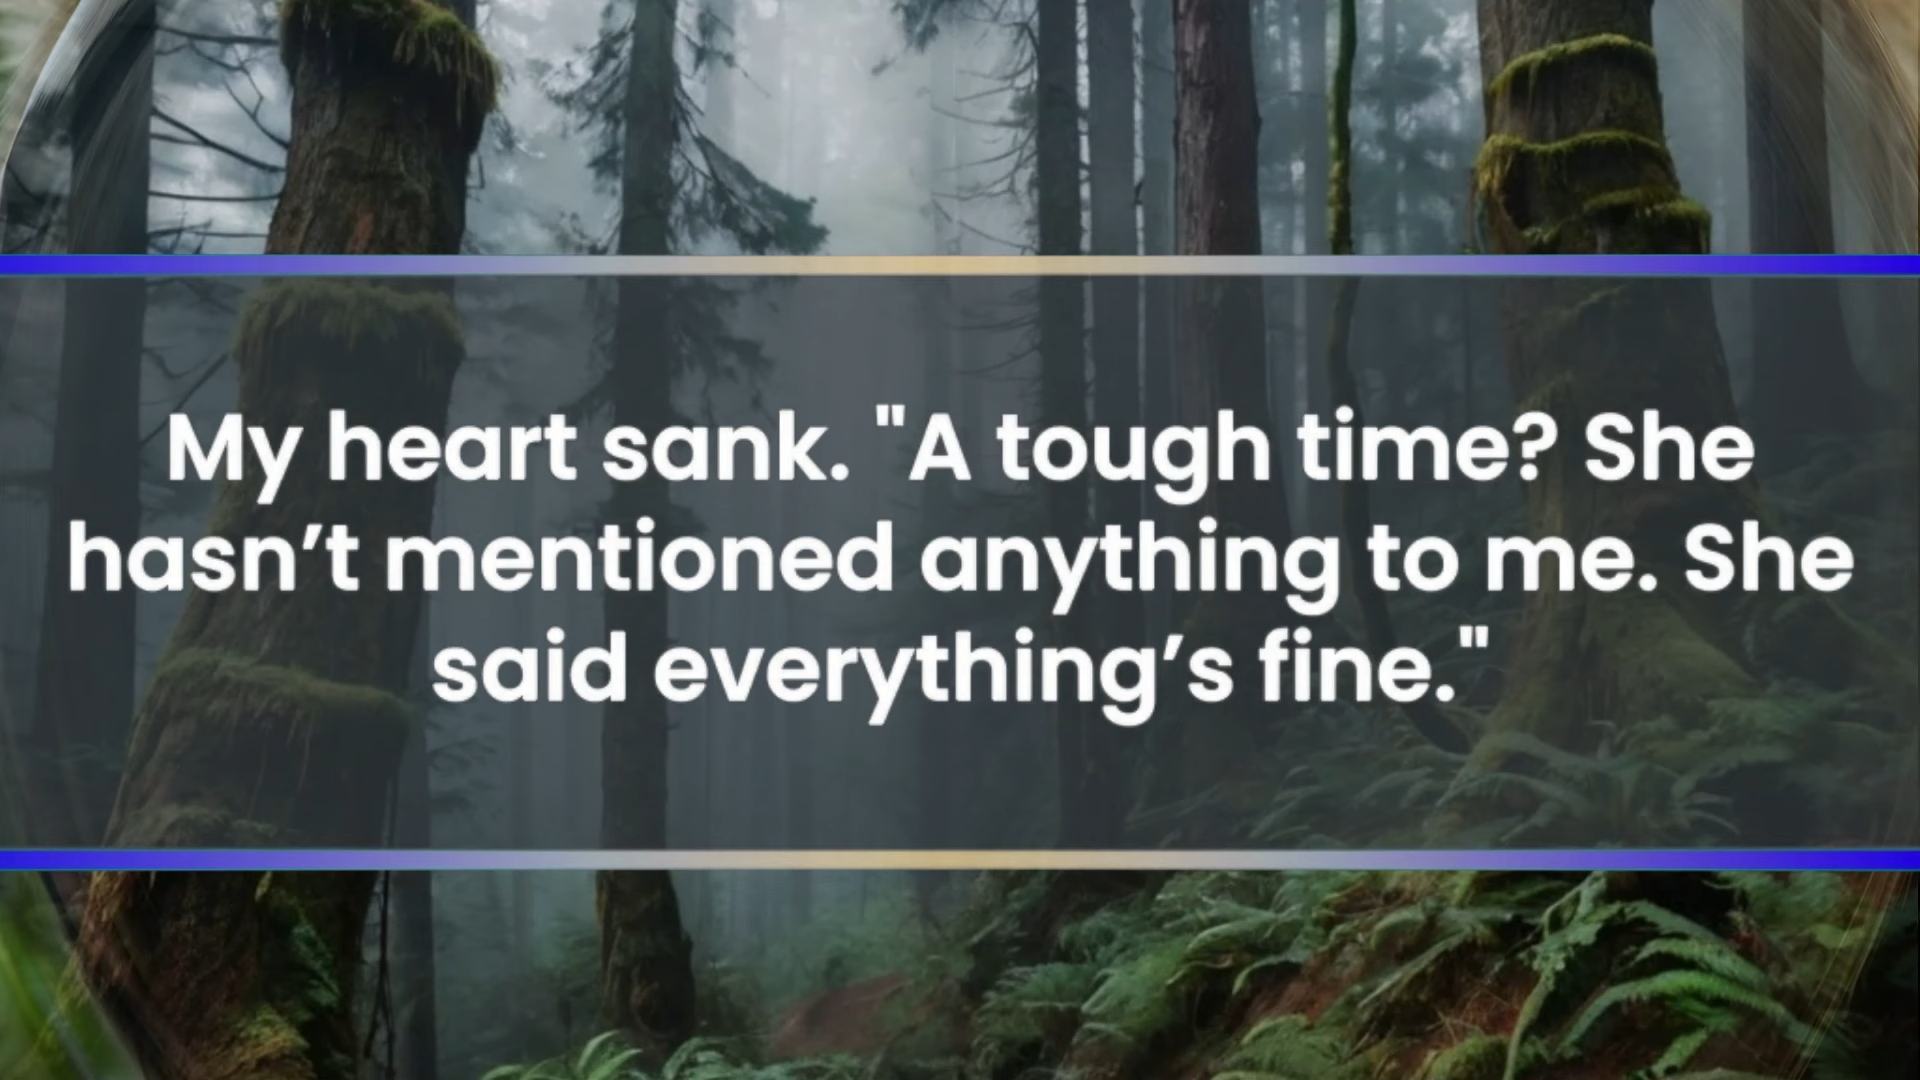 My heart sank. "A tough time? She
hasn’t mentioned anything to me. She
said everything’s fine."